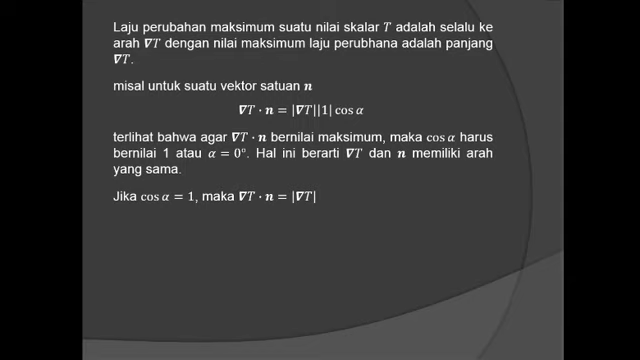 Laju perubahan maksimum suatu nilai skalar T adalah selalu ke
arah ∇T dengan nilai maksimum laju perubhana adalah panjang
∇T.
misal untuk suatu vektor satuan n
∇T · n = |∇T||1| cos α
terlihat bahwa agar ∇T · n bernilai maksimum, maka cos α harus
bernilai 1 atau α = 0°. Hal ini berarti ∇T dan n memiliki arah
yang sama.
Jika cos α = 1, maka ∇T · n = |∇T|